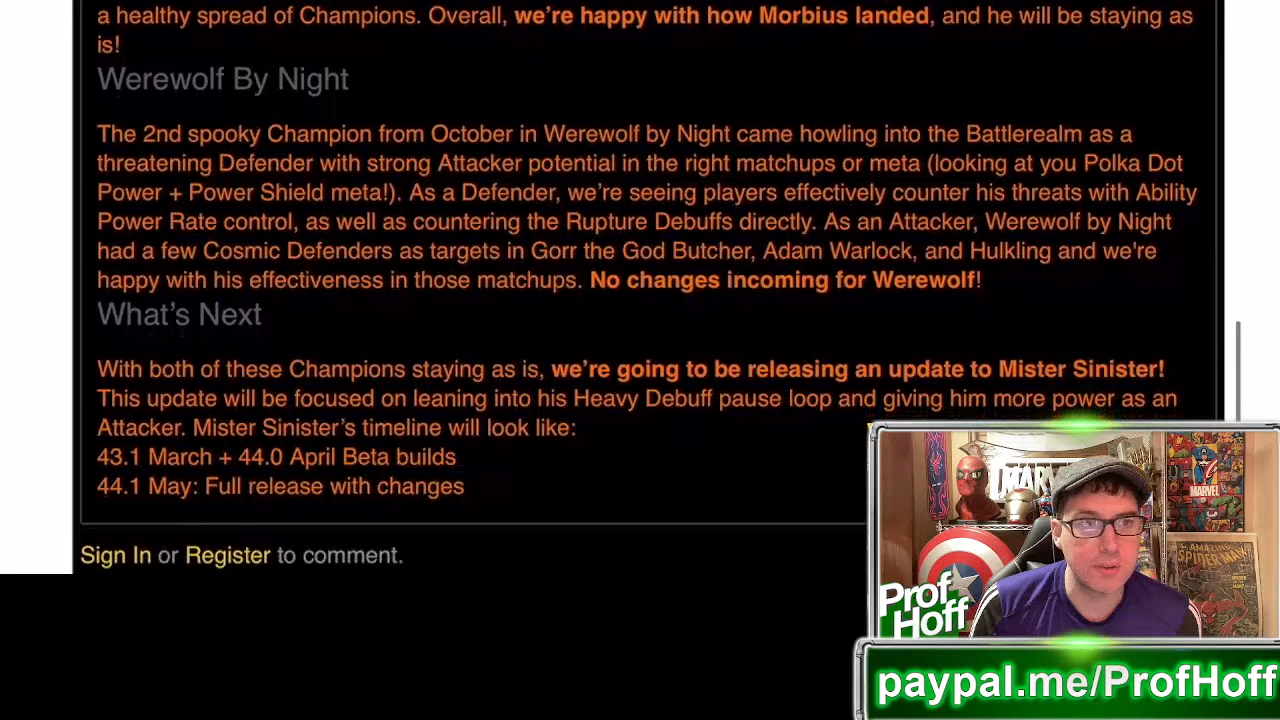 a healthy spread of Champions. Overall, we're happy with how Morbius landed, and he will be staying as
is!
Werewolf By Night
The 2nd spooky Champion from October in Werewolf by Night came howling into the Battlerealm as a
threatening Defender with strong Attacker potential in the right matchups or meta (looking at you Polka Dot
Power + Power Shield meta!). As a Defender, we're seeing players effectively counter his threats with Ability
Power Rate control, as well as countering the Rupture Debuffs directly. As an Attacker, Werewolf by Night
had a few Cosmic Defenders as targets in Gorr the God Butcher, Adam Warlock, and Hulkling and we're
happy with his effectiveness in those matchups. No changes incoming for Werewolf!
What's Next
With both of these Champions staying as is, we're going to be releasing an update to Mister Sinister!
This update will be focused on leaning into his Heavy Debuff pause loop and giving him more power as an
Attacker. Mister Sinister's timeline will look like:
43.1 March + 44.0 April Beta builds
44.1 May: Full release with changes
Sign In or Register to comment.
MARVEL
AMAZING
SPIDER-MAN
Prof
Hoff
paypal.me/ProfHoff